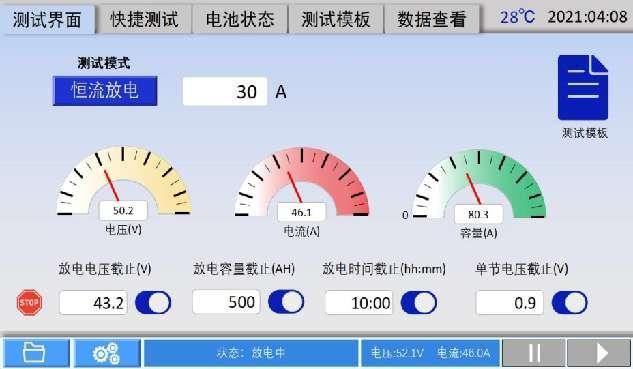 测试界面 快捷测试 电池状态 测试模板 数据查看 28℃ 2021:04:08
测试模式
恒流放电 30 A
测试模板
50.2 46.1 0 80.3
电压(V) 电流(A) 容量(A)
放电电压截止(V) 放电容量截止(AH) 放电时间截止(hh:mm) 单节电压截止(V)
STOP 43.2 500 10:00 0.9
状态: 放电中 电压:52.1V 电流:46.0A